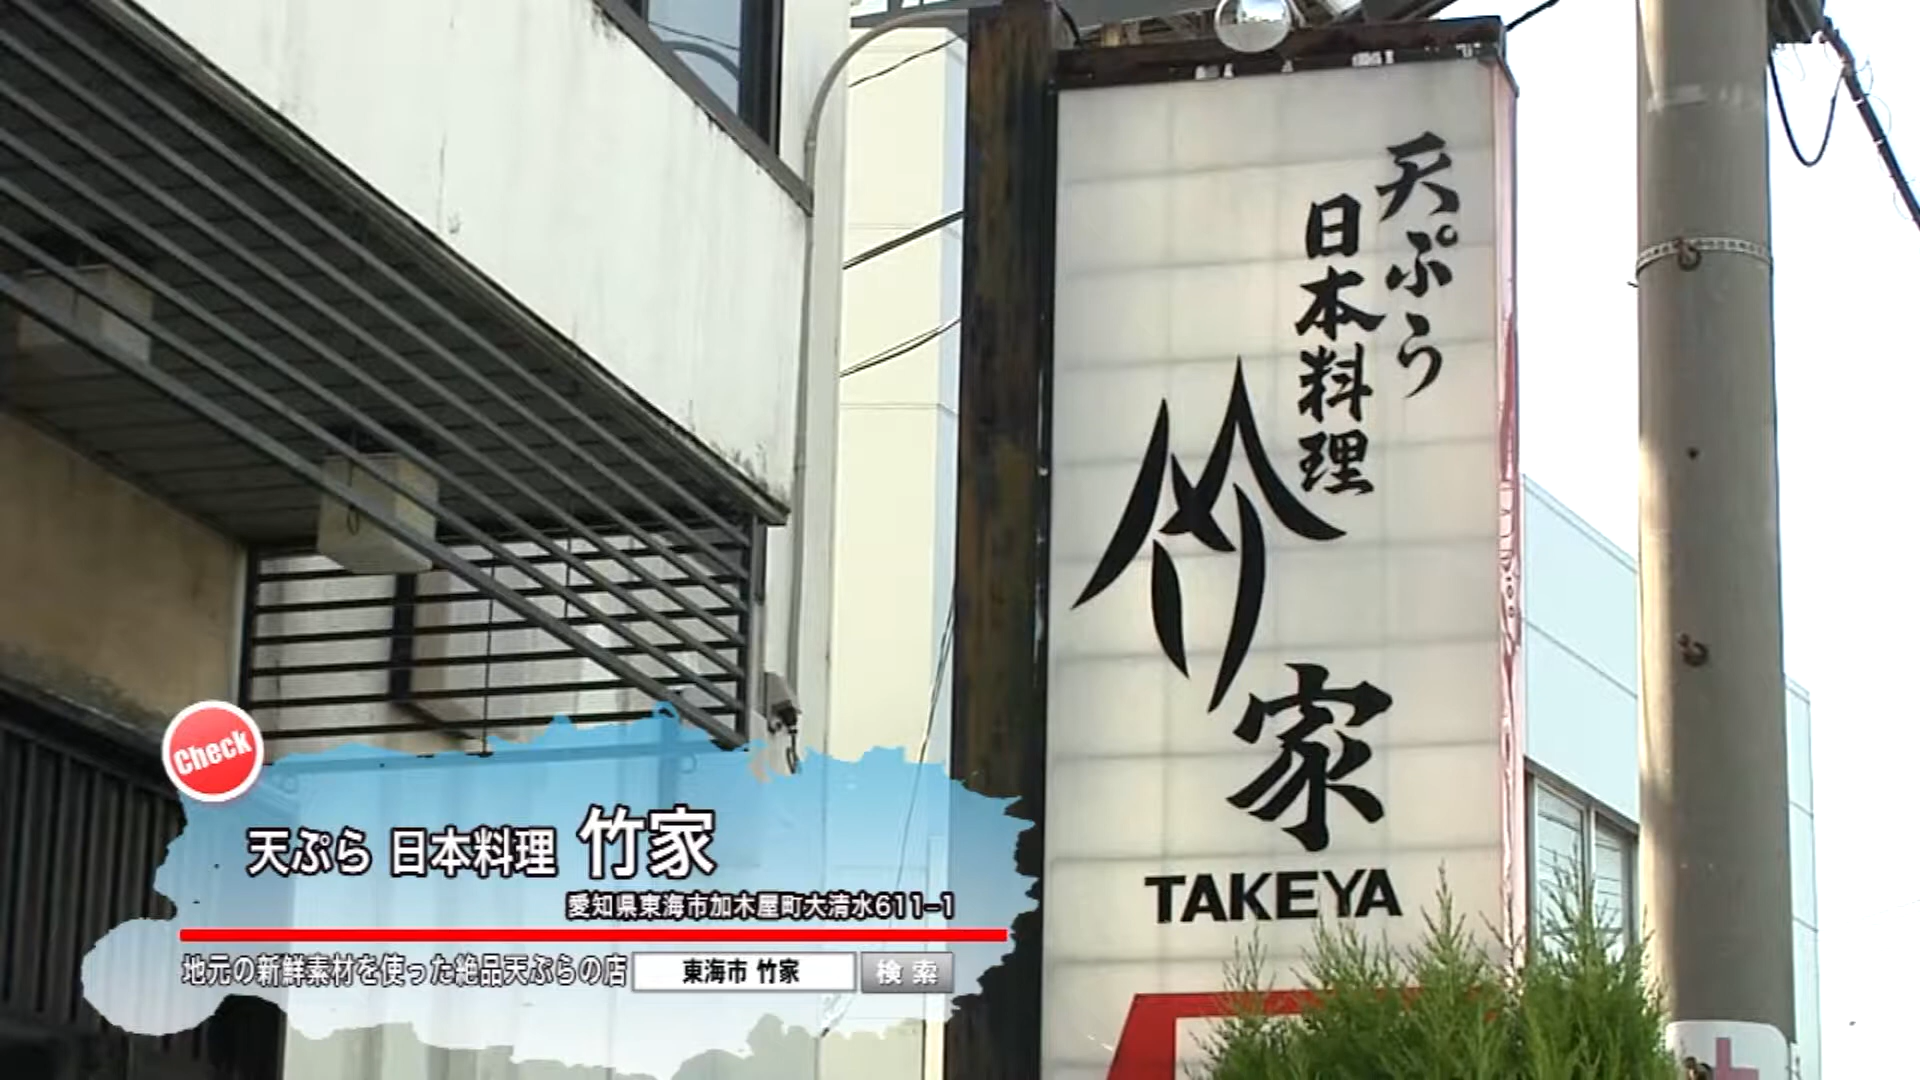 天ぷら
日本料理
竹家
TAKEYA
Check
天ぷら 日本料理 竹家
愛知県東海市加木屋町大清水611-1
地元の新鮮素材を使った絶品天ぷらの店
東海市 竹家
検索